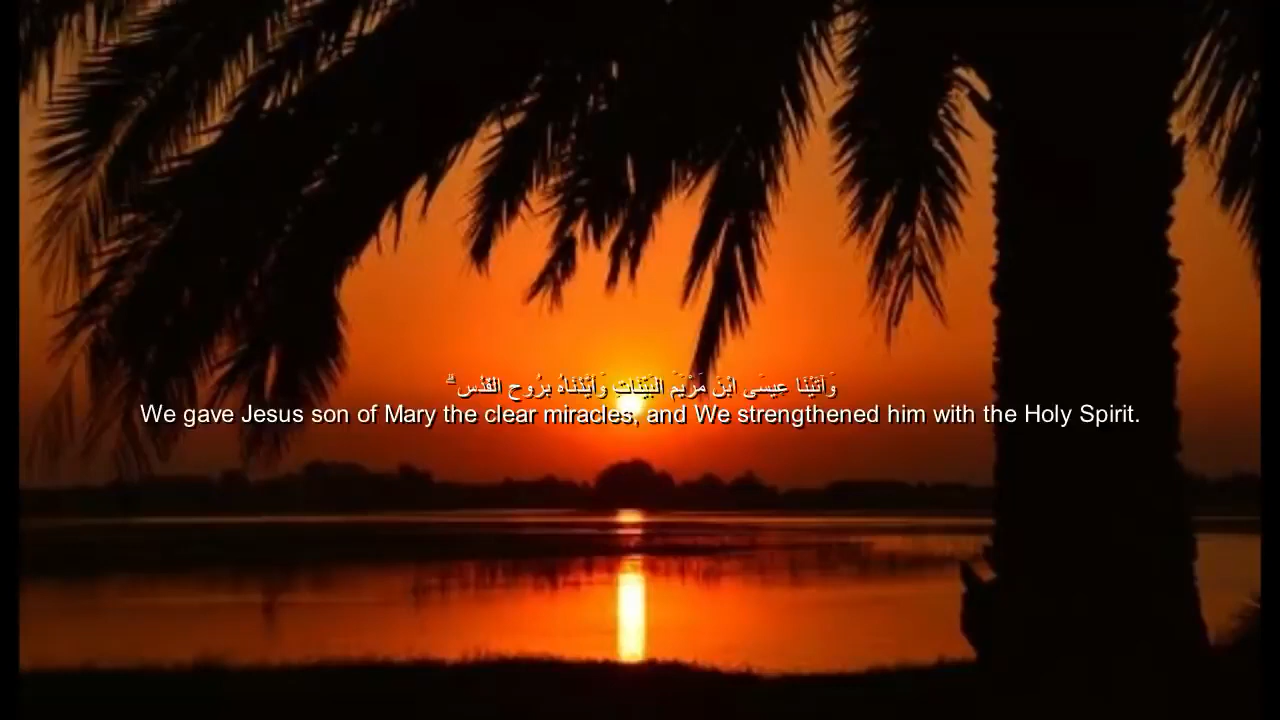 وَآتَيْنَا عِيسَى ابْنَ مَرْيَمَ الْبَيِّنَاتِ وَأَيَّدْنَاهُ بِرُوحِ الْقُدُسِ ۗ
We gave Jesus son of Mary the clear miracles, and We strengthened him with the Holy Spirit.